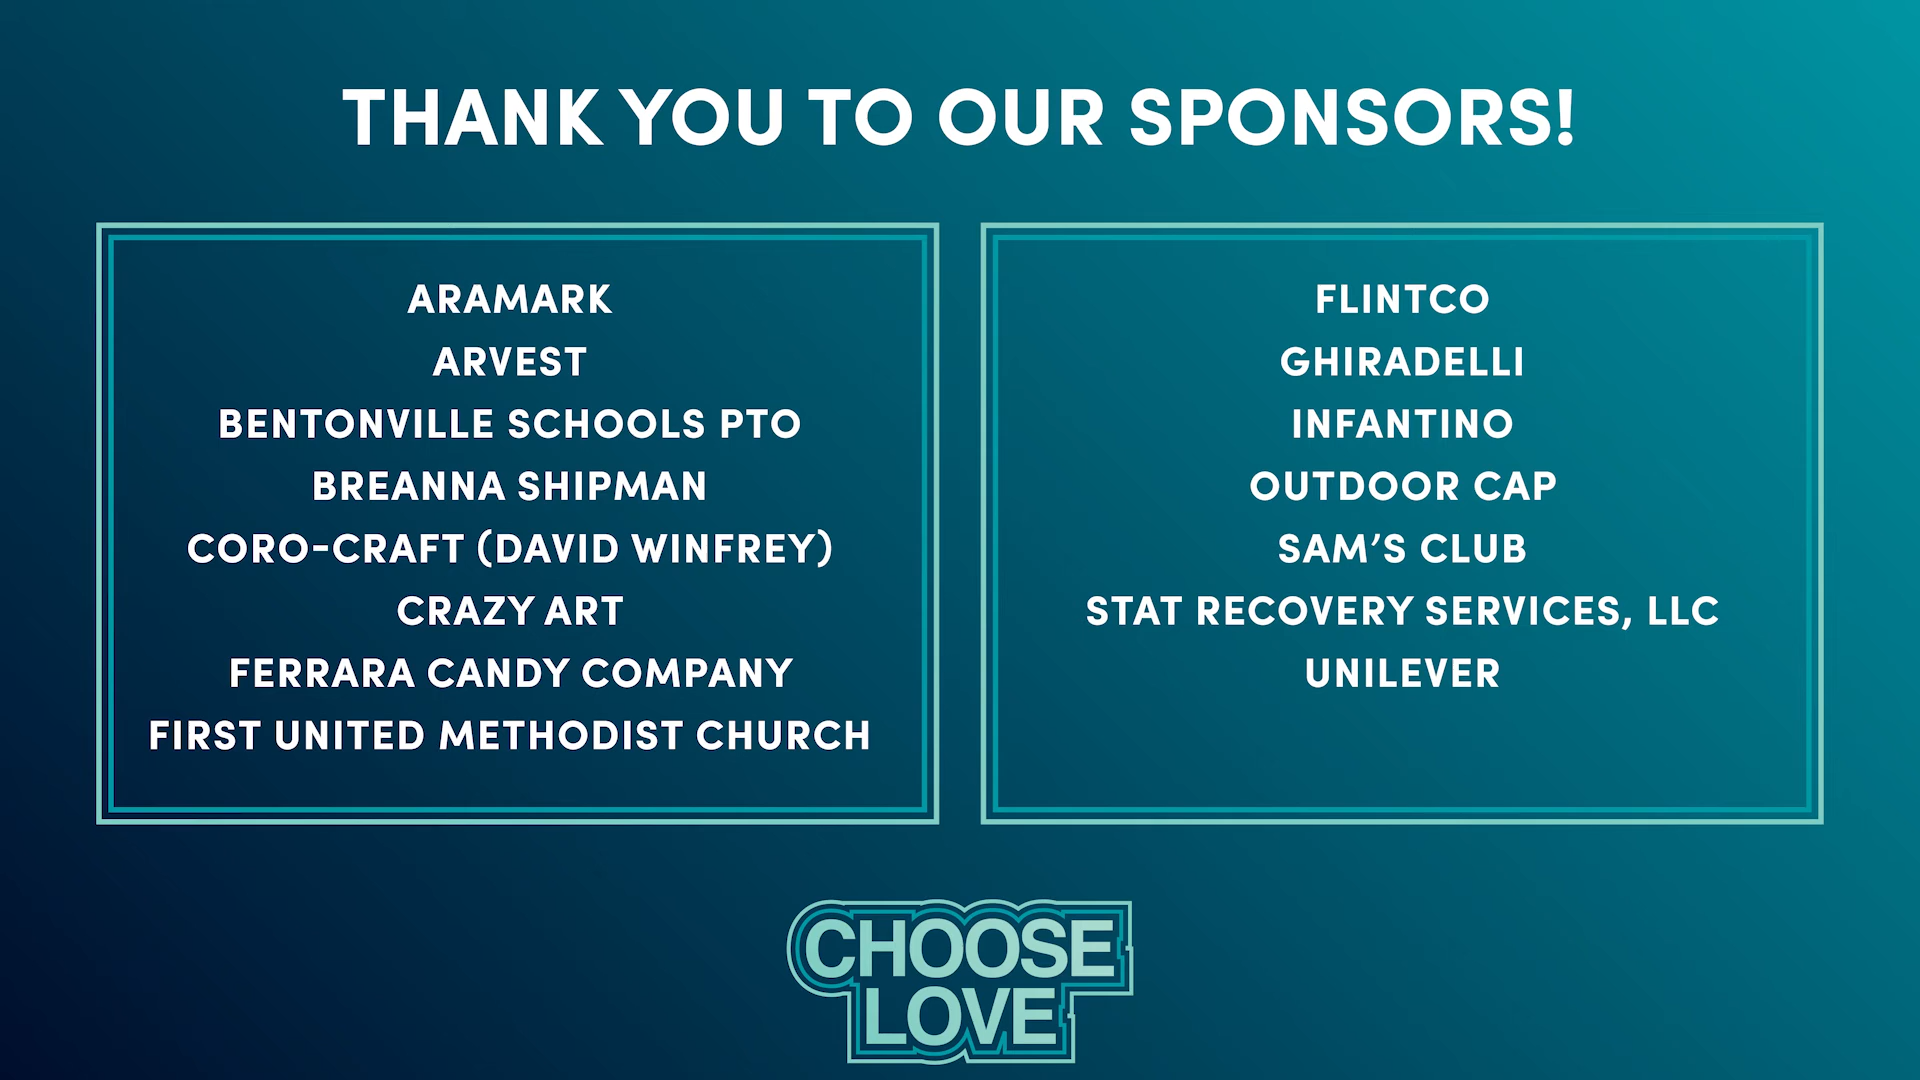 THANK YOU TO OUR SPONSORS!
ARAMARK
ARVEST
BENTONVILLE SCHOOLS PTO
BREANNA SHIPMAN
CORO-CRAFT (DAVID WINFREY)
CRAZY ART
FERRARA CANDY COMPANY
FIRST UNITED METHODIST CHURCH
FLINTCO
GHIRADELLI
INFANTINO
OUTDOOR CAP
SAM’S CLUB
STAT RECOVERY SERVICES, LLC
UNILEVER
CHOOSE
LOVE